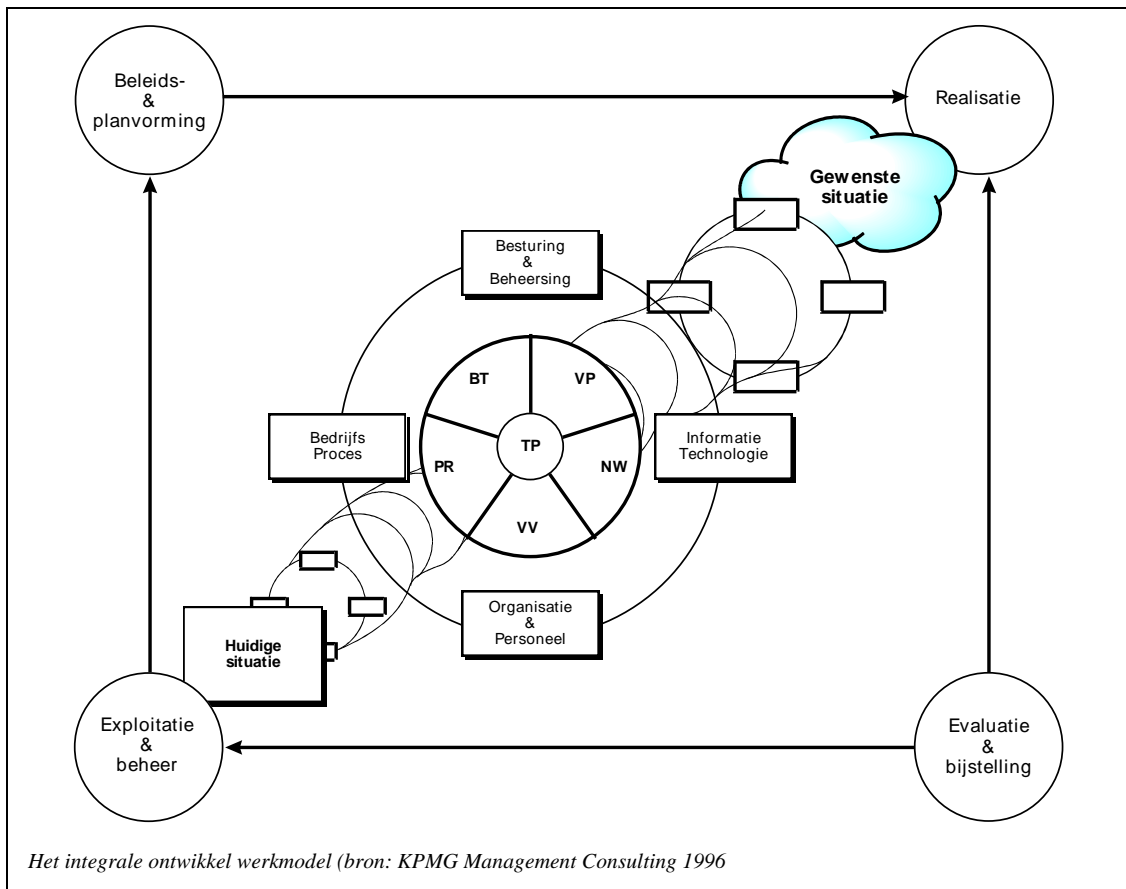 Beleids-
&
planvorming
Realisatie
Gewenste
situatie
Besturing
&
Beheersing
BT
VP
Bedrijfs
Proces
TP
Informatie
Technologie
PR
NW
VV
Organisatie
&
Personeel
Huidige
situatie
Exploitatie
&
beheer
Evaluatie
&
bijstelling
Het integrale ontwikkel werkmodel (bron: KPMG Management Consulting 1996